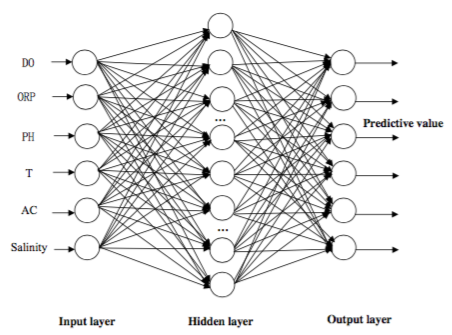 DO
ORP
PH
T
AC
Salinity
...
...
Predictive value
Input layer
Hidden layer
Output layer